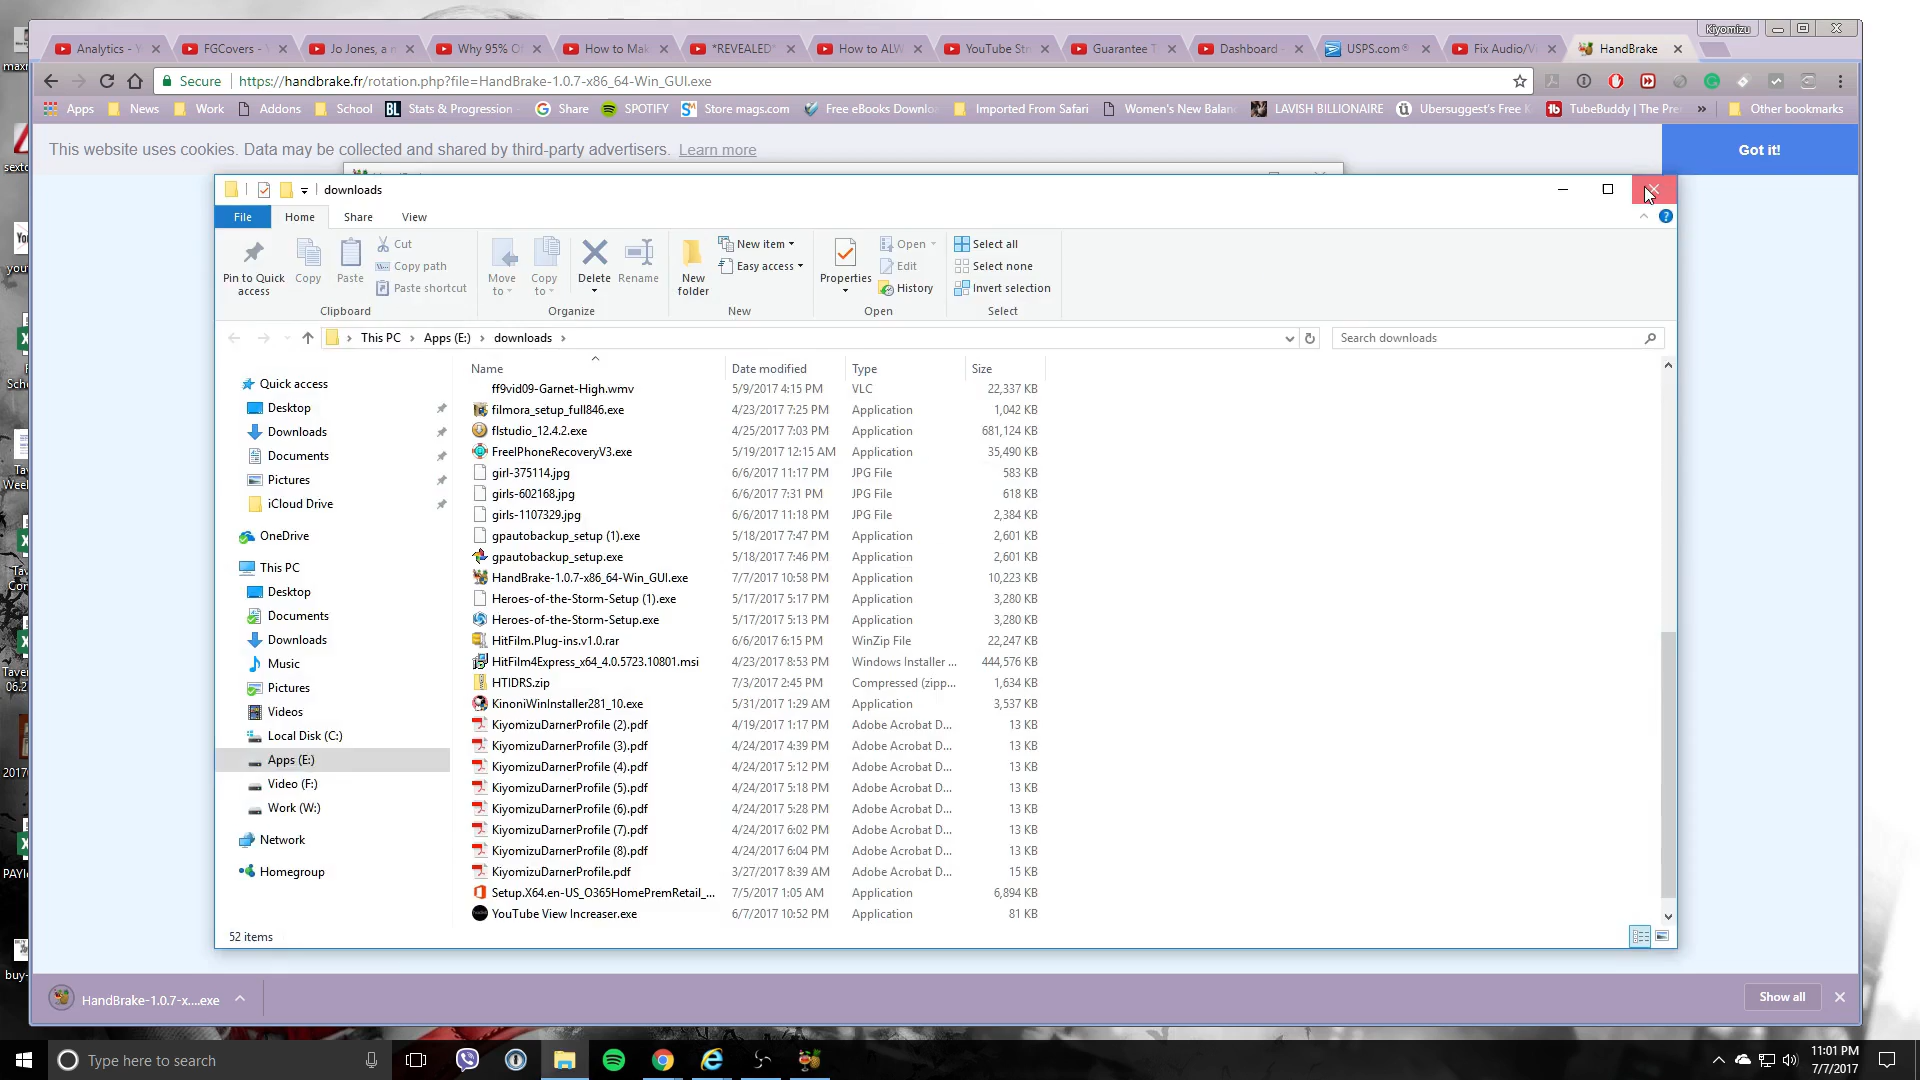 Kiyomizu
Analytics - Y
FGCovers -
Jo Jones, a m
Why 95% Of
How to Mak
*REVEALED*
How to ALW
YouTube Str
Guarantee T
Dashboard
USPS.com®
Fix Audio/Vi
HandBrake
Secure
https://handbrake.fr/rotation.php?file=HandBrake-1.0.7-x86_64-Win_GUI.exe
Apps
News
Work
Addons
School
BL
Stats & Progression
Share
SPOTIFY
Store mags.com
Free eBooks Downlo
Imported From Safari
Women's New Balan
LAVISH BILLIONAIRE
Ubersuggest's Free K
TubeBuddy | The Pre
»
Other bookmarks
This website uses cookies. Data may be collected and shared by third-party advertisers. Learn more
Got it!
downloads
File
Home
Share
View
Pin to Quick access
Copy
Paste
Cut
Copy path
Paste shortcut
Clipboard
Move to
Copy to
Delete
Rename
Organize
New folder
New item
Easy access
New
Properties
Open
Edit
History
Open
Select all
Select none
Invert selection
Select
This PC > Apps (E:) > downloads >
Search downloads
Quick access
Desktop
Downloads
Documents
Pictures
iCloud Drive
OneDrive
This PC
Desktop
Documents
Downloads
Music
Pictures
Videos
Local Disk (C:)
Apps (E:)
Video (F:)
Work (W:)
Network
Homegroup
Name Date modified Type Size
ff9vid09-Garnet-High.wmv 5/9/2017 4:15 PM VLC 22,337 KB
filmora_setup_full846.exe 4/23/2017 7:25 PM Application 1,042 KB
flstudio_12.4.2.exe 4/25/2017 7:03 PM Application 681,124 KB
FreeIPhoneRecoveryV3.exe 5/19/2017 12:15 AM Application 35,490 KB
girl-375114.jpg 6/6/2017 11:17 PM JPG File 583 KB
girls-602168.jpg 6/6/2017 7:31 PM JPG File 618 KB
girls-1107329.jpg 6/6/2017 11:18 PM JPG File 2,384 KB
gpautobackup_setup (1).exe 5/18/2017 7:47 PM Application 2,601 KB
gpautobackup_setup.exe 5/18/2017 7:46 PM Application 2,601 KB
HandBrake-1.0.7-x86_64-Win_GUI.exe 7/7/2017 10:58 PM Application 10,223 KB
Heroes-of-the-Storm-Setup (1).exe 5/17/2017 5:17 PM Application 3,280 KB
Heroes-of-the-Storm-Setup.exe 5/17/2017 5:13 PM Application 3,280 KB
HitFilm.Plug-ins.v1.0.rar 6/6/2017 6:15 PM WinZip File 22,247 KB
HitFilm4Express_x64_4.0.5723.10801.msi 4/23/2017 8:53 PM Windows Installer ... 444,576 KB
HTIDRS.zip 7/3/2017 2:45 PM Compressed (zipp... 1,634 KB
KinoniWinInstaller281_10.exe 5/31/2017 1:29 AM Application 3,537 KB
KiyomizuDarnerProfile (2).pdf 4/19/2017 1:17 PM Adobe Acrobat D... 13 KB
KiyomizuDarnerProfile (3).pdf 4/24/2017 4:39 PM Adobe Acrobat D... 13 KB
KiyomizuDarnerProfile (4).pdf 4/24/2017 5:12 PM Adobe Acrobat D... 13 KB
KiyomizuDarnerProfile (5).pdf 4/24/2017 5:18 PM Adobe Acrobat D... 13 KB
KiyomizuDarnerProfile (6).pdf 4/24/2017 5:28 PM Adobe Acrobat D... 13 KB
KiyomizuDarnerProfile (7).pdf 4/24/2017 6:02 PM Adobe Acrobat D... 13 KB
KiyomizuDarnerProfile (8).pdf 4/24/2017 6:04 PM Adobe Acrobat D... 13 KB
KiyomizuDarnerProfile.pdf 3/27/2017 8:39 AM Adobe Acrobat D... 15 KB
Setup.X64.en-US_O365HomePremRetail_... 7/5/2017 1:05 AM Application 6,894 KB
YouTube View Increaser.exe 6/7/2017 10:52 PM Application 81 KB
52 items
HandBrake-1.0.7-x....exe
Show all
Type here to search
11:01 PM
7/7/2017